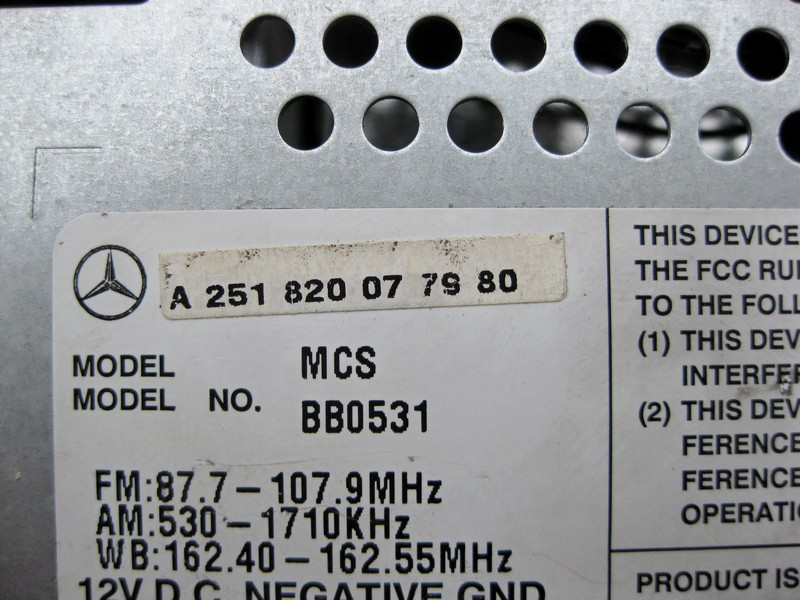 A 251 820 07 79 80
MODEL MCS
MODEL NO. BB0531
FM:87.7-107.9MHz
AM:530-1710KHz
WB:162.40-162.55MHz
12V D.C. NEGATIVE GND
THIS DEVICE
THE FCC RUL
TO THE FOLL
(1) THIS DEV
INTERFER
(2) THIS DEV
FERENCE
FERENCE
OPERATIO
PRODUCT IS